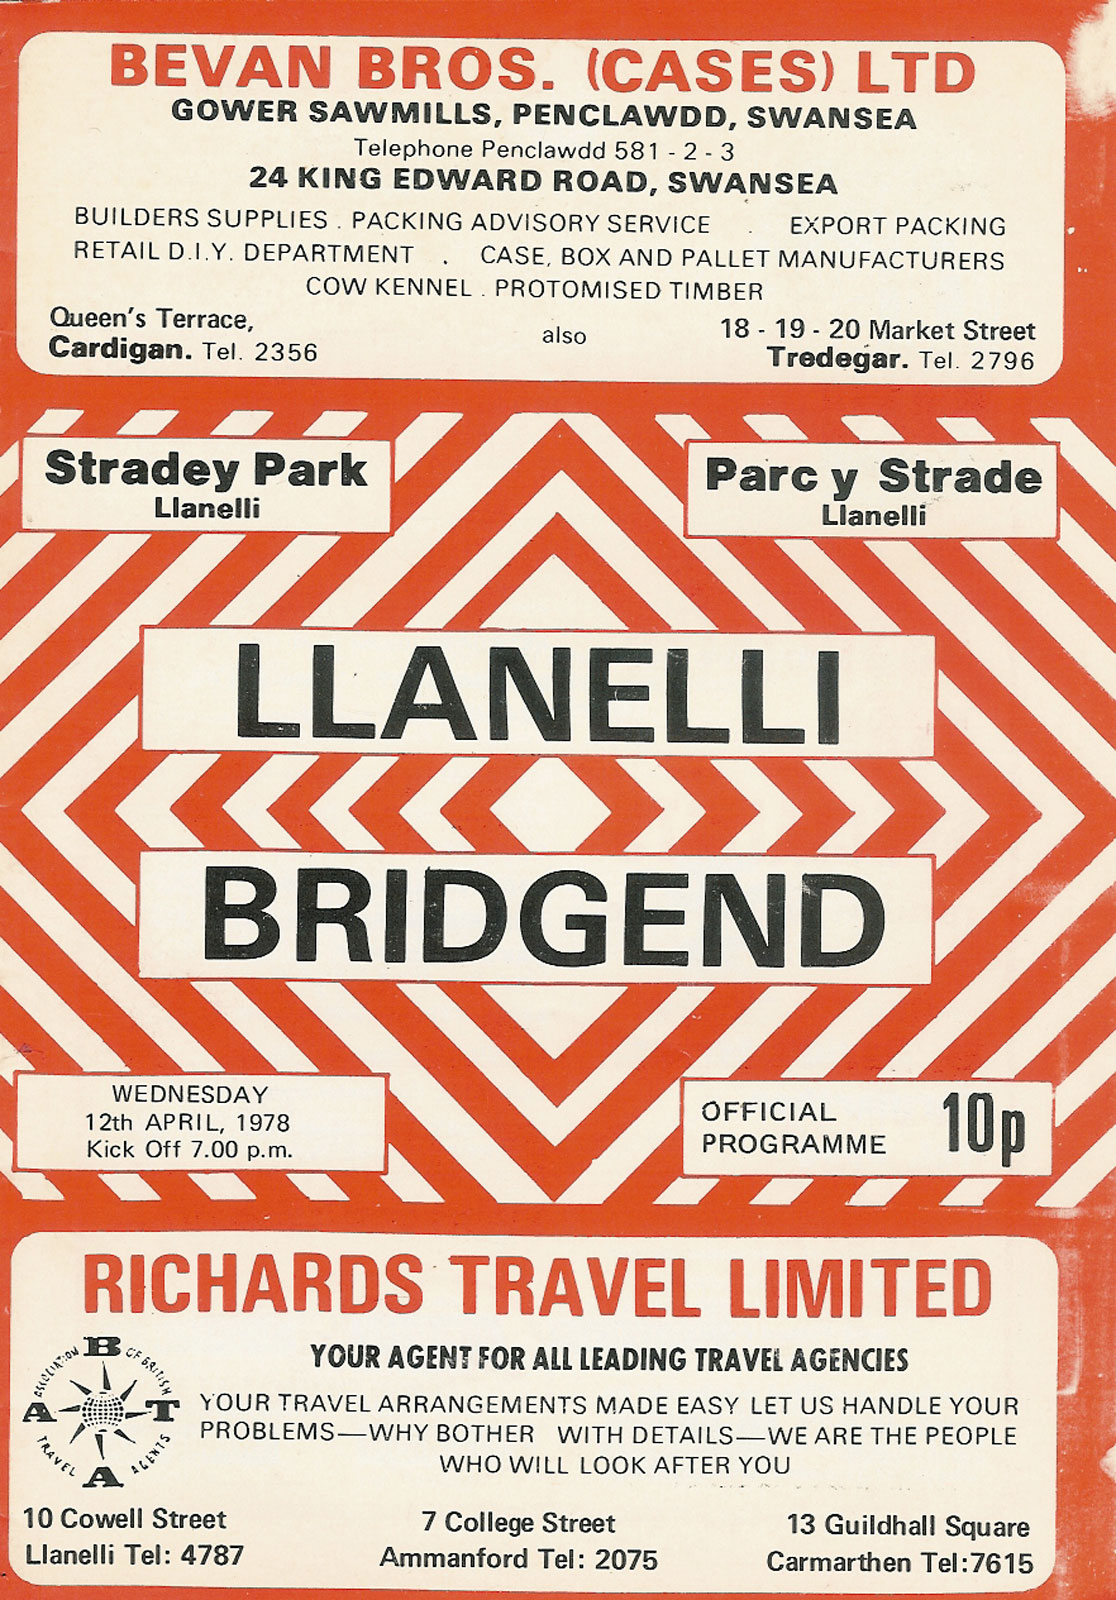 BEVAN BROS. (CASES) LTD
GOWER SAWMILLS, PENCLAWDD, SWANSEA
Telephone Penclawdd 581 - 2 - 3
24 KING EDWARD ROAD, SWANSEA
BUILDERS SUPPLIES . PACKING ADVISORY SERVICE . EXPORT PACKING
RETAIL D.I.Y. DEPARTMENT . CASE, BOX AND PALLET MANUFACTURERS
COW KENNEL . PROTOMISED TIMBER
Queen's Terrace,
Cardigan. Tel. 2356
also
18 - 19 - 20 Market Street
Tredegar. Tel. 2796
Stradey Park
Llanelli
Parc y Strade
Llanelli
LLANELLI
BRIDGEND
WEDNESDAY
12th APRIL, 1978
Kick Off 7.00 p.m.
OFFICIAL
PROGRAMME
10p
RICHARDS TRAVEL LIMITED
ABTA
ASSOCIATION OF BRITISH
TRAVEL AGENTS
YOUR AGENT FOR ALL LEADING TRAVEL AGENCIES
YOUR TRAVEL ARRANGEMENTS MADE EASY LET US HANDLE YOUR
PROBLEMS—WHY BOTHER WITH DETAILS—WE ARE THE PEOPLE
WHO WILL LOOK AFTER YOU
10 Cowell Street
Llanelli Tel: 4787
7 College Street
Ammanford Tel: 2075
13 Guildhall Square
Carmarthen Tel:7615